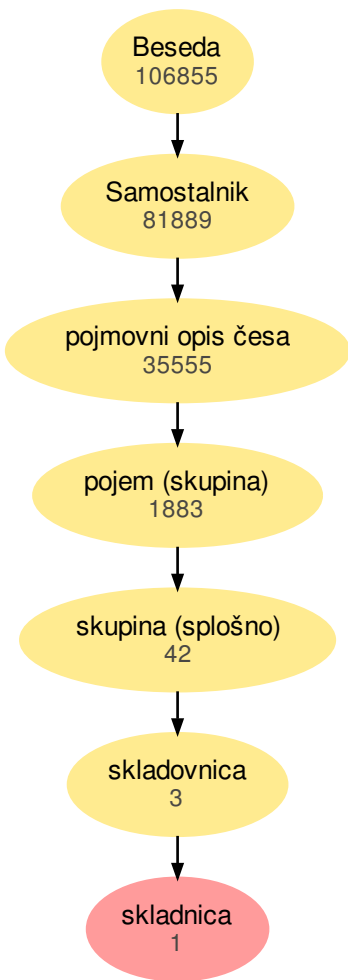 Beseda
106855
Samostalnik
81889
pojmovni opis česa
35555
pojem (skupina)
1883
skupina (splošno)
42
skladovnica
3
skladnica
1